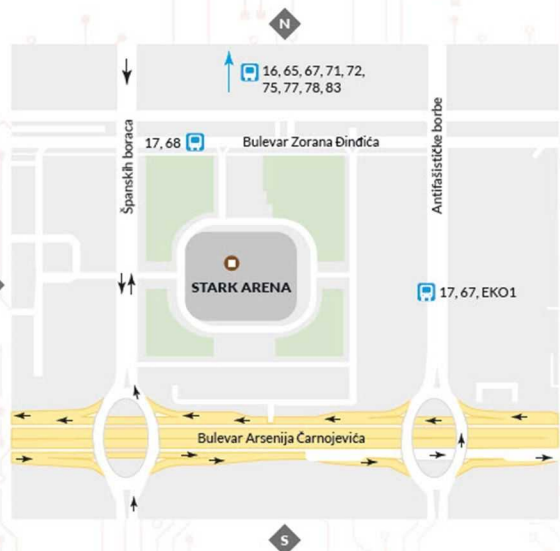 N
16, 65, 67, 71, 72,
75, 77, 78, 83
17, 68
Bulevar Zorana Đinđića
Španskih boraca
Antifašističke borbe
STARK ARENA
17, 67, EKO1
Bulevar Arsenija Čarnojevića
S